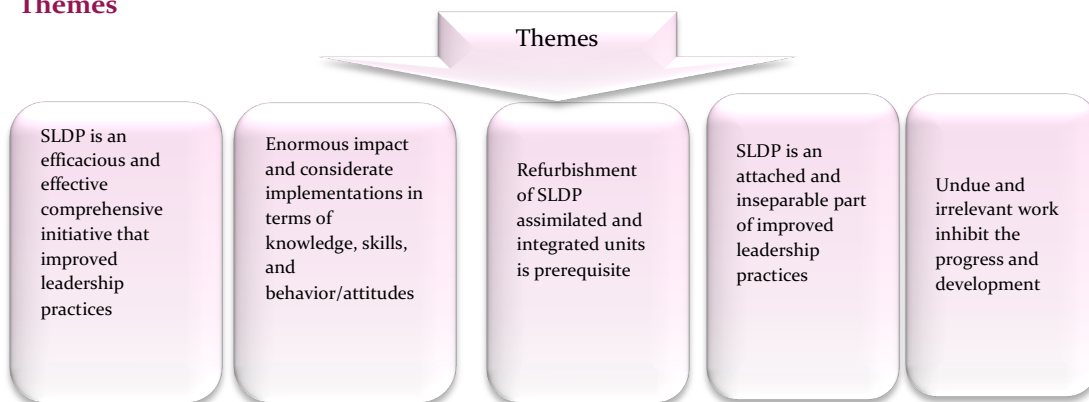 Themes
Themes
SLDP is an
efficacious and
effective
comprehensive
initiative that
improved
leadership
practices
Enormous impact
and considerate
implementations in
terms of
knowledge, skills,
and
behavior/attitudes
Refurbishment
of SLDP
assimilated and
integrated units
is prerequisite
SLDP is an
attached and
inseparable part
of improved
leadership
practices
Undue and
irrelevant work
inhibit the
progress and
development